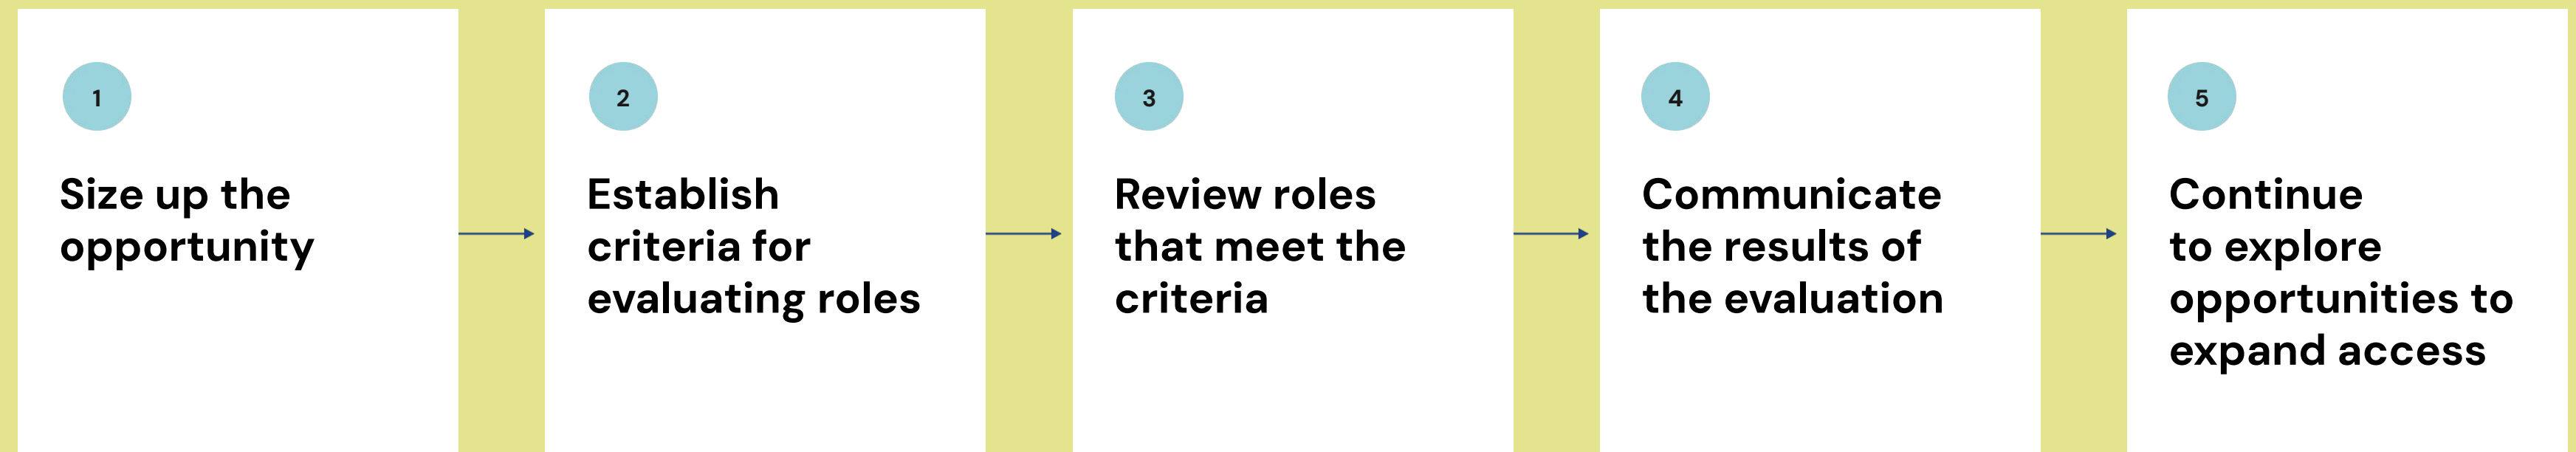 1
Size up the
opportunity
2
Establish
criteria for
evaluating roles
3
Review roles
that meet the
criteria
4
Communicate
the results of
the evaluation
5
Continue
to explore
opportunities to
expand access